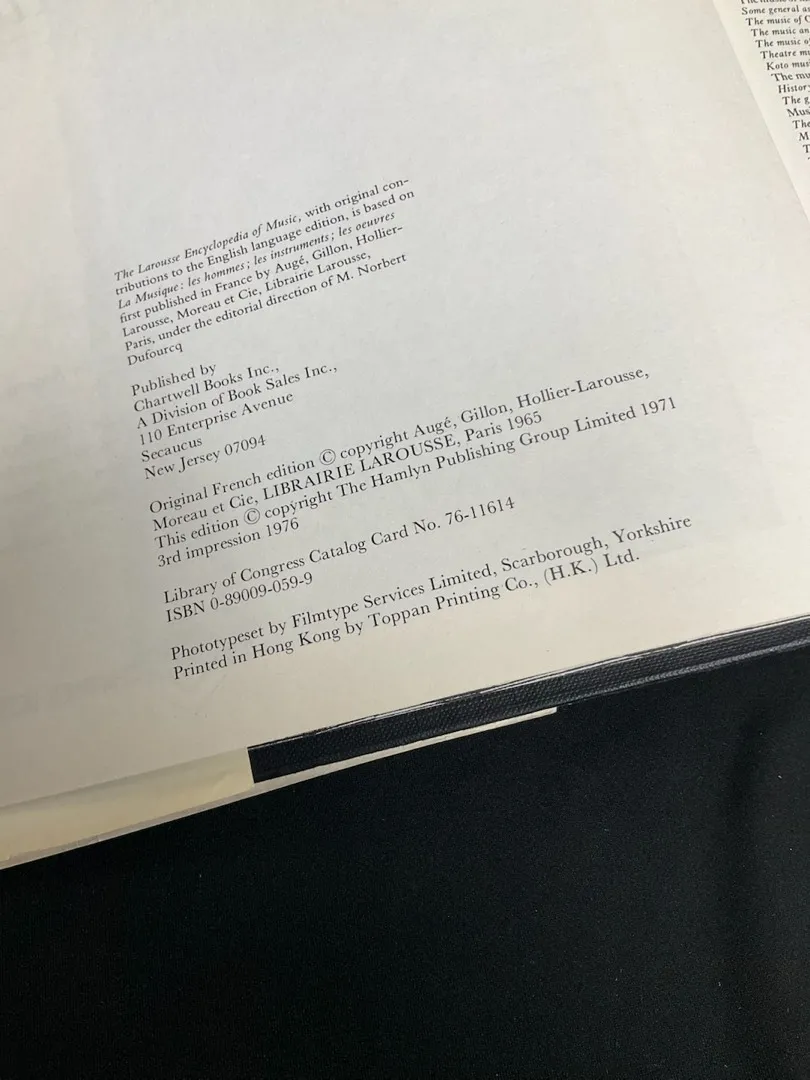 The Larousse Encyclopedia of Music, with original con-
tributions to the English language edition, is based on
La Musique: les hommes; les instruments; les oeuvres
first published in France by Augé, Gillon, Hollier-
Larousse, Moreau et Cie, Librairie Larousse,
Paris, under the editorial direction of M. Norbert
Dufourcq
Published by
Chartwell Books Inc.,
A Division of Book Sales Inc.,
110 Enterprise Avenue
Secaucus
New Jersey 07094
Original French edition © copyright Augé, Gillon, Hollier-Larousse,
Moreau et Cie, LIBRAIRIE LAROUSSE, Paris 1965
This edition © copyright The Hamlyn Publishing Group Limited 1971
3rd impression 1976
Library of Congress Catalog Card No. 76-11614
ISBN 0-89009-059-9
Phototypeset by Filmtype Services Limited, Scarborough, Yorkshire
Printed in Hong Kong by Toppan Printing Co., (H.K.) Ltd.
Some general
The music of
The music
The music
Theatre
Koto
The
History
The
The